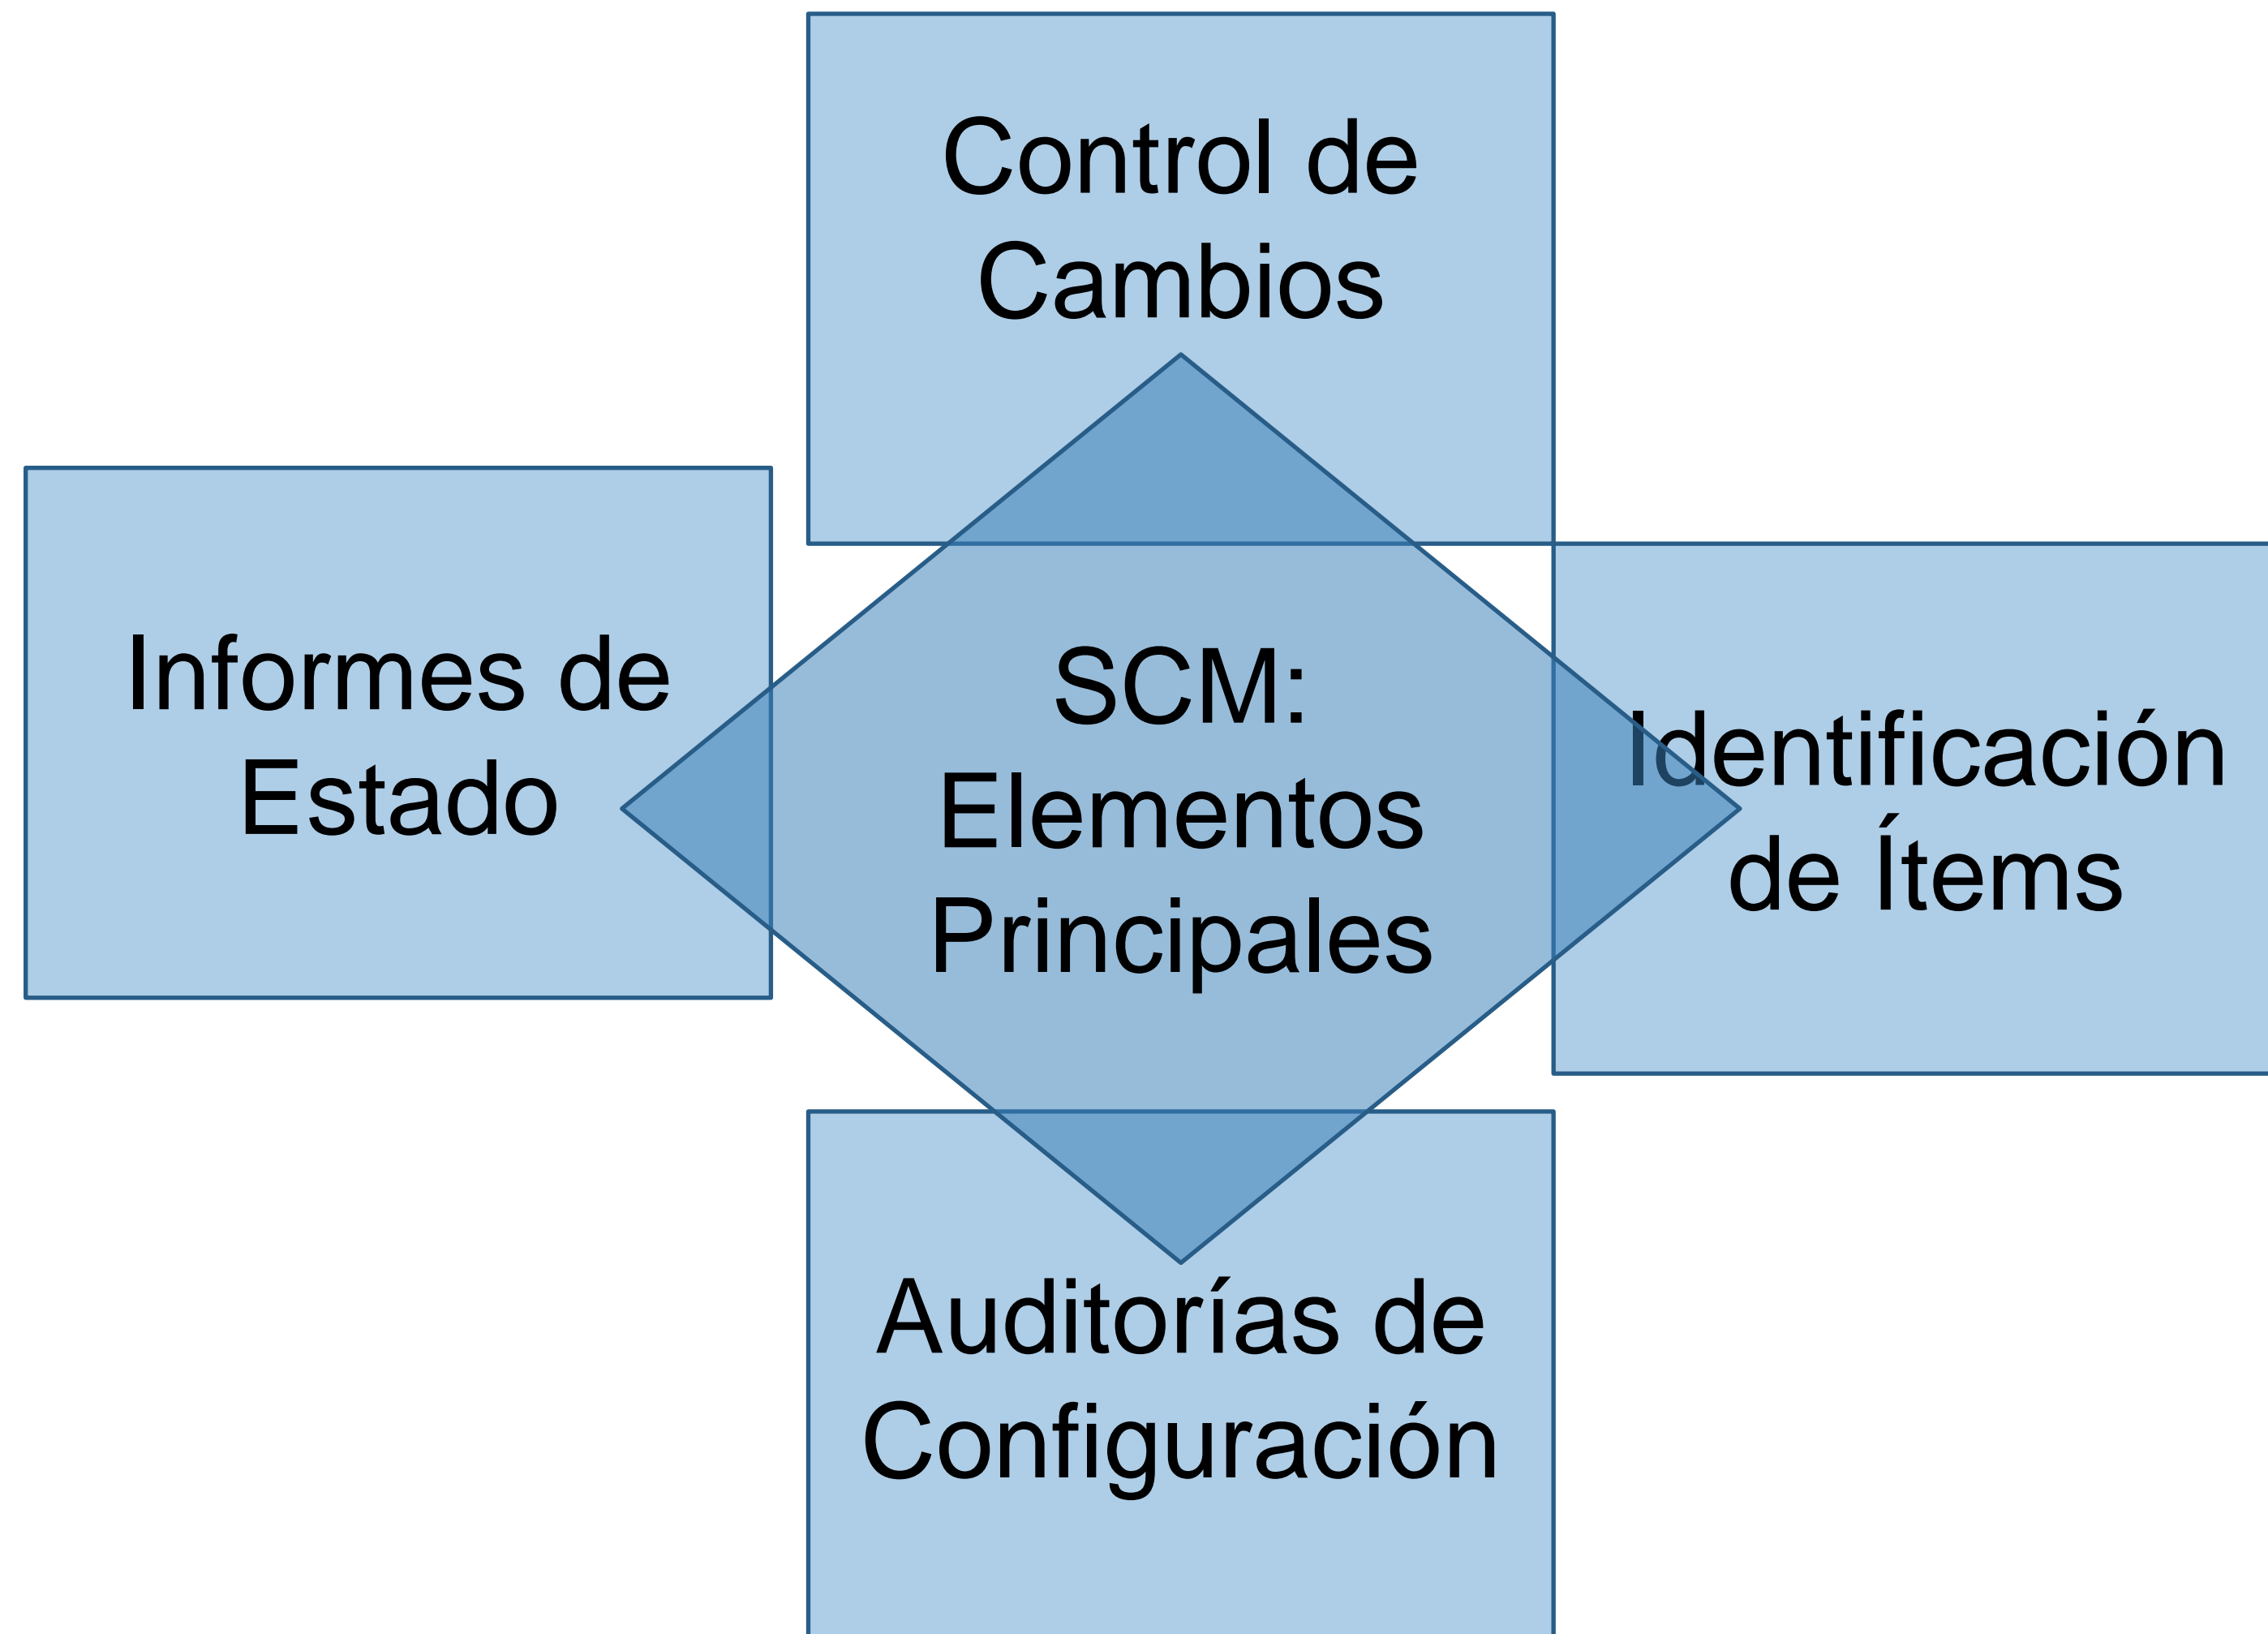 Control de
Cambios
Informes de
Estado
SCM:
Elementos
Principales
Identificación
de Ítems
Auditorías de
Configuración